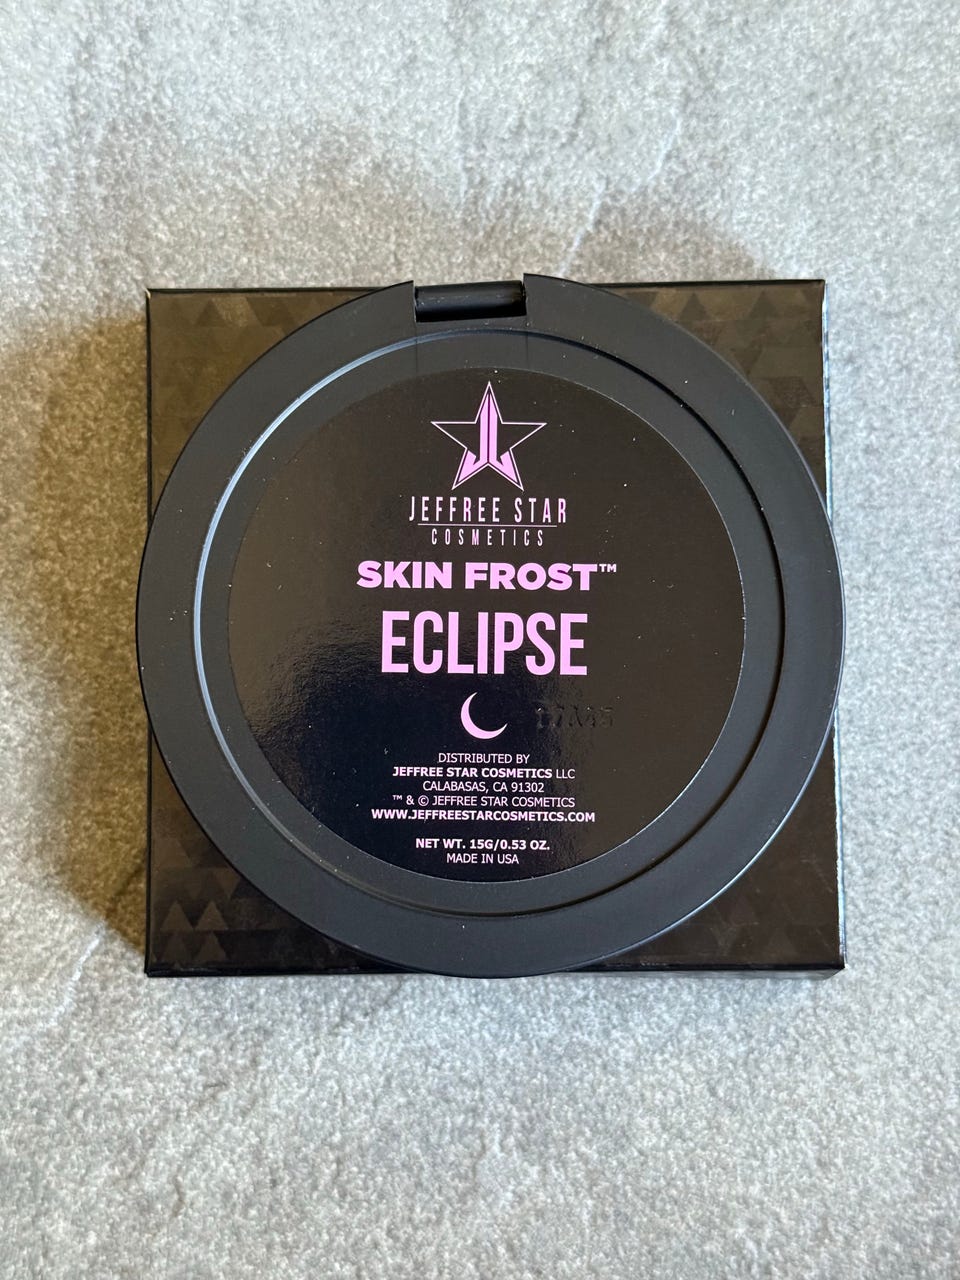 JEFFREE STAR
COSMETICS
SKIN FROST™
ECLIPSE
DISTRIBUTED BY
JEFFREE STAR COSMETICS LLC
CALABASAS, CA 91302
™ & © JEFFREE STAR COSMETICS
WWW.JEFFREESTARCOSMETICS.COM
NET WT. 15G/0.53 OZ.
MADE IN USA